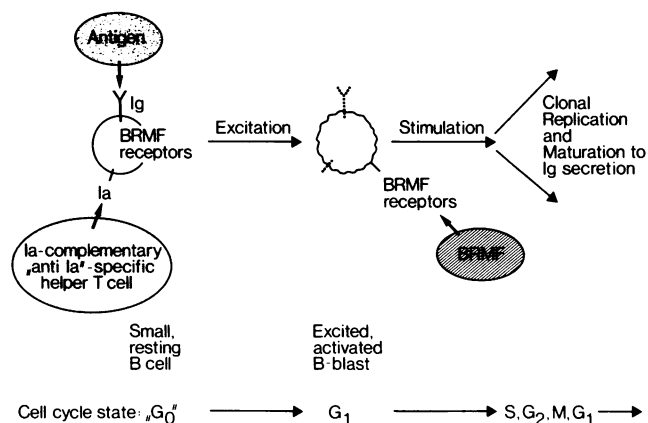 Antigen
Ig
BRMF
receptors
Ia
Ia-complementary
„anti Ia"-specific
helper T cell
Excitation
Stimulation
BRMF
receptors
BRMF
Clonal
Replication
and
Maturation to
Ig secretion
Small,
resting
B cell
Excited,
activated
B-blast
Cell cycle state: „G₀"
G₁
S, G₂, M, G₁